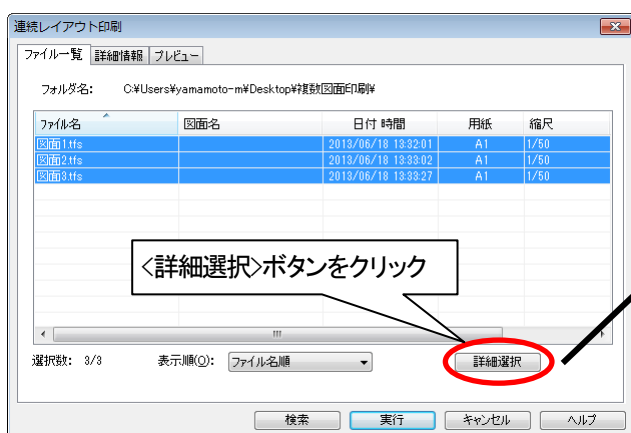 連続レイアウト印刷
ファイル一覧 詳細情報 プレビュー
フォルダ名: C:¥Users¥yamamoto-m¥Desktop¥複数図面印刷¥
ファイル名 図面名 日付 時間 用紙 縮尺
図面1.tfs 2013/06/18 13:32:01 A1 1/50
図面2.tfs 2013/06/18 13:33:02 A1 1/50
図面3.tfs 2013/06/18 13:33:27 A1 1/50
<詳細選択>ボタンをクリック
選択数: 3/3 表示順(O): ファイル名順 詳細選択
検索 実行 キャンセル ヘルプ